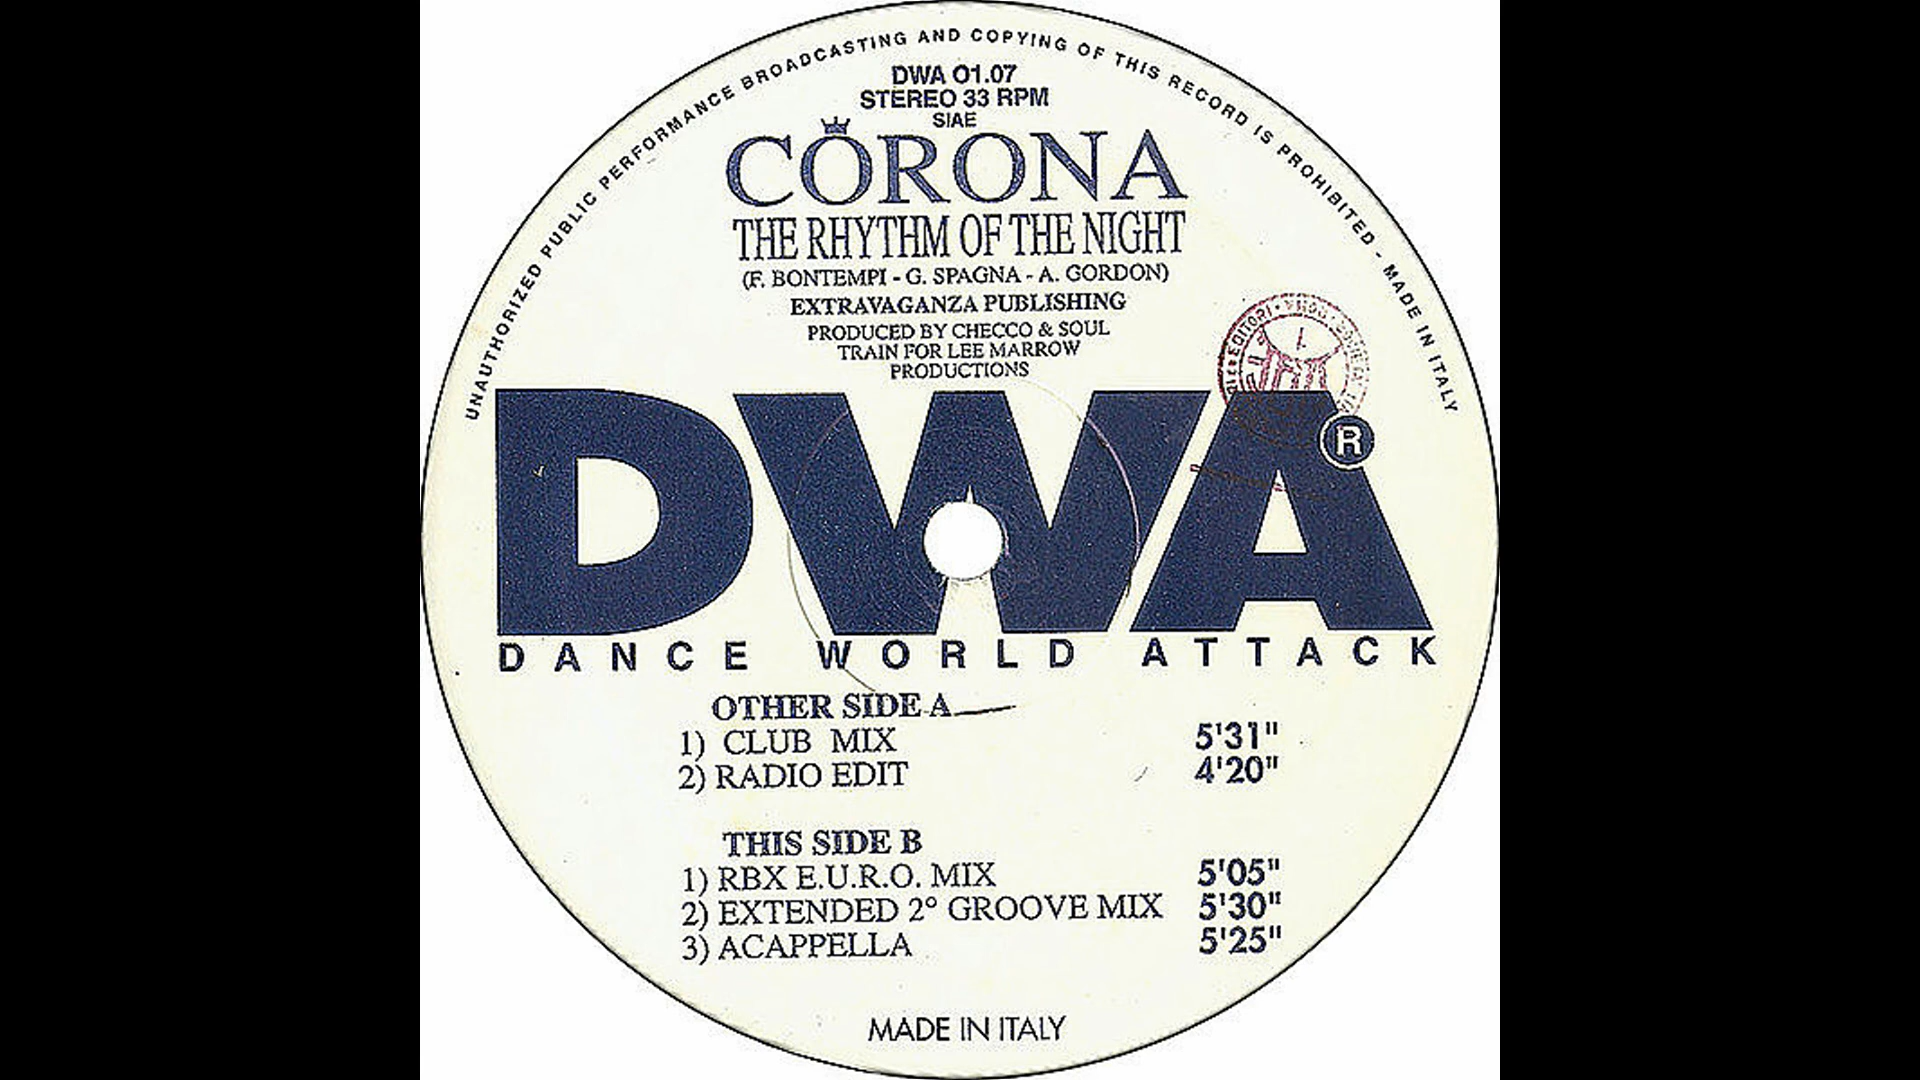 UNAUTHORIZED PUBLIC PERFORMANCE BROADCASTING AND COPYING OF THIS RECORD IS PROHIBITED - MADE IN ITALY
DWA 01.07
STEREO 33 RPM
SIAE
CORONA
THE RHYTHM OF THE NIGHT
(F. BONTEMPI - G. SPAGNA - A. GORDON)
EXTRAVAGANZA PUBLISHING
PRODUCED BY CHECCO & SOUL
TRAIN FOR LEE MARROW
PRODUCTIONS
EDITORI
DWA®
DANCE WORLD ATTACK
OTHER SIDE A
1) CLUB MIX 5'31"
2) RADIO EDIT 4'20"
THIS SIDE B
1) RBX E.U.R.O. MIX 5'05"
2) EXTENDED 2° GROOVE MIX 5'30"
3) ACAPPELLA 5'25"
MADE IN ITALY